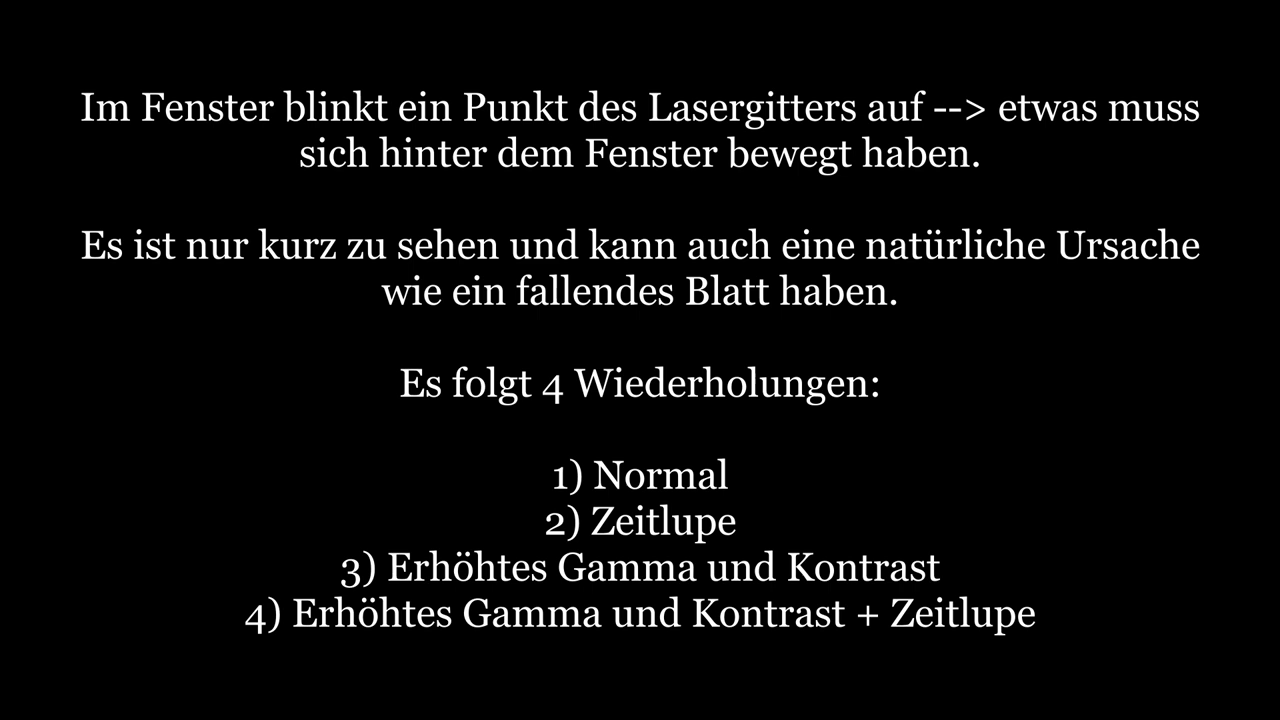 Im Fenster blinkt ein Punkt des Lasergitters auf --> etwas muss
sich hinter dem Fenster bewegt haben.
Es ist nur kurz zu sehen und kann auch eine natürliche Ursache
wie ein fallendes Blatt haben.
Es folgt 4 Wiederholungen:
1) Normal
2) Zeitlupe
3) Erhöhtes Gamma und Kontrast
4) Erhöhtes Gamma und Kontrast + Zeitlupe